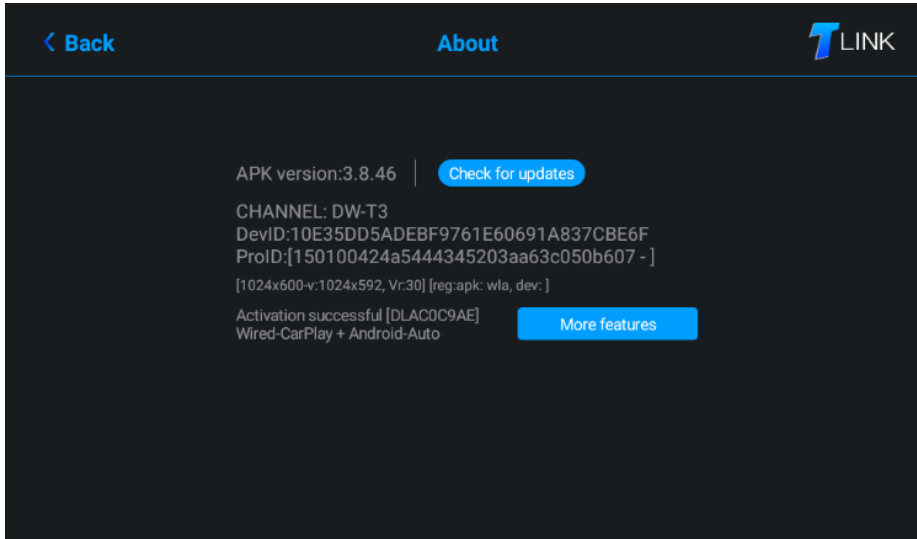 Back
About
TLINK
APK version:3.8.46
Check for updates
CHANNEL: DW-T3
DevID:10E35DD5ADEBF9761E60691A837CBE6F
ProID:[150100424a5444345203aa63c050b607 - ]
[1024x600-v:1024x592, Vr:30] [reg:apk: wla, dev: ]
Activation successful [DLAC0C9AE]
Wired-CarPlay + Android-Auto
More features